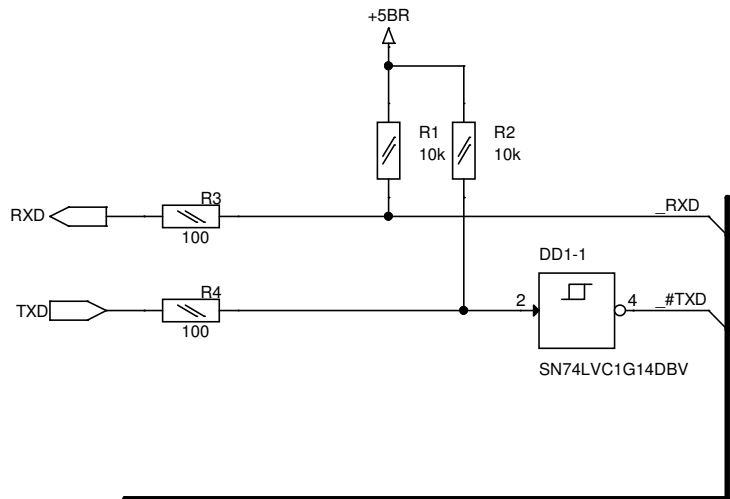 +5BR
R1
10k
R2
10k
RXD
R3
100
_RXD
TXD
R4
100
DD1-1
2
4
_#TXD
SN74LVC1G14DBV